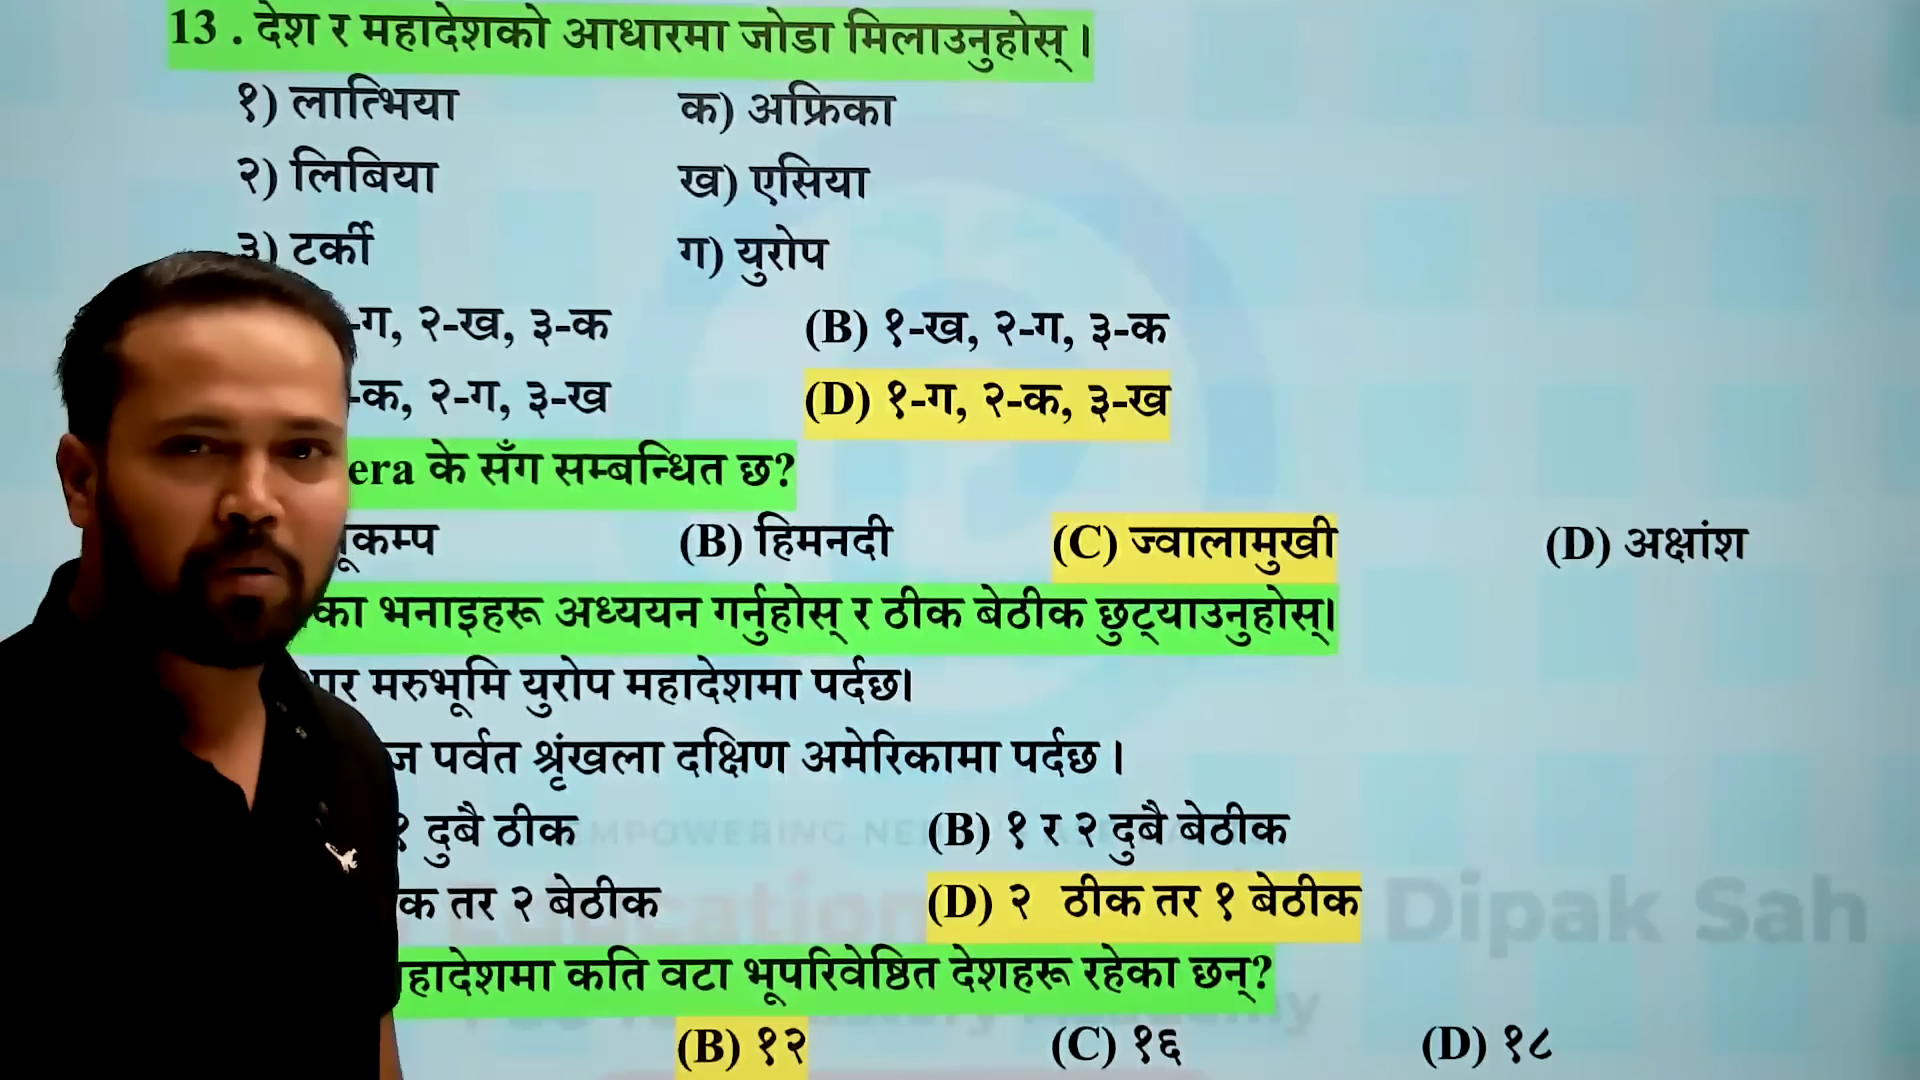 13 . देश र महादेशको आधारमा जोडा मिलाउनुहोस् ।
१) लात्भिया क) अफ्रिका
२) लिबिया ख) एसिया
३) टर्की ग) युरोप
-ग, २-ख, ३-क (B) १-ख, २-ग, ३-क
-क, २-ग, ३-ख (D) १-ग, २-क, ३-ख
के सँग सम्बन्धित छ?
(B) हिमनदी (C) ज्वालामुखी (D) अक्षांश
भनाइहरू अध्ययन गर्नुहोस् र ठीक बेठीक छुट्याउनुहोस्।
मरुभूमि युरोप महादेशमा पर्दछ।
पर्वत श्रृंखला दक्षिण अमेरिकामा पर्दछ ।
दुबै ठीक (B) १ र २ दुबै बेठीक
तर २ बेठीक (D) २ ठीक तर १ बेठीक
कति वटा भूपरिवेष्ठित देशहरू रहेका छन्?
(B) १२ (C) १६ (D) १८
EMPOWERING
Dipak Sah